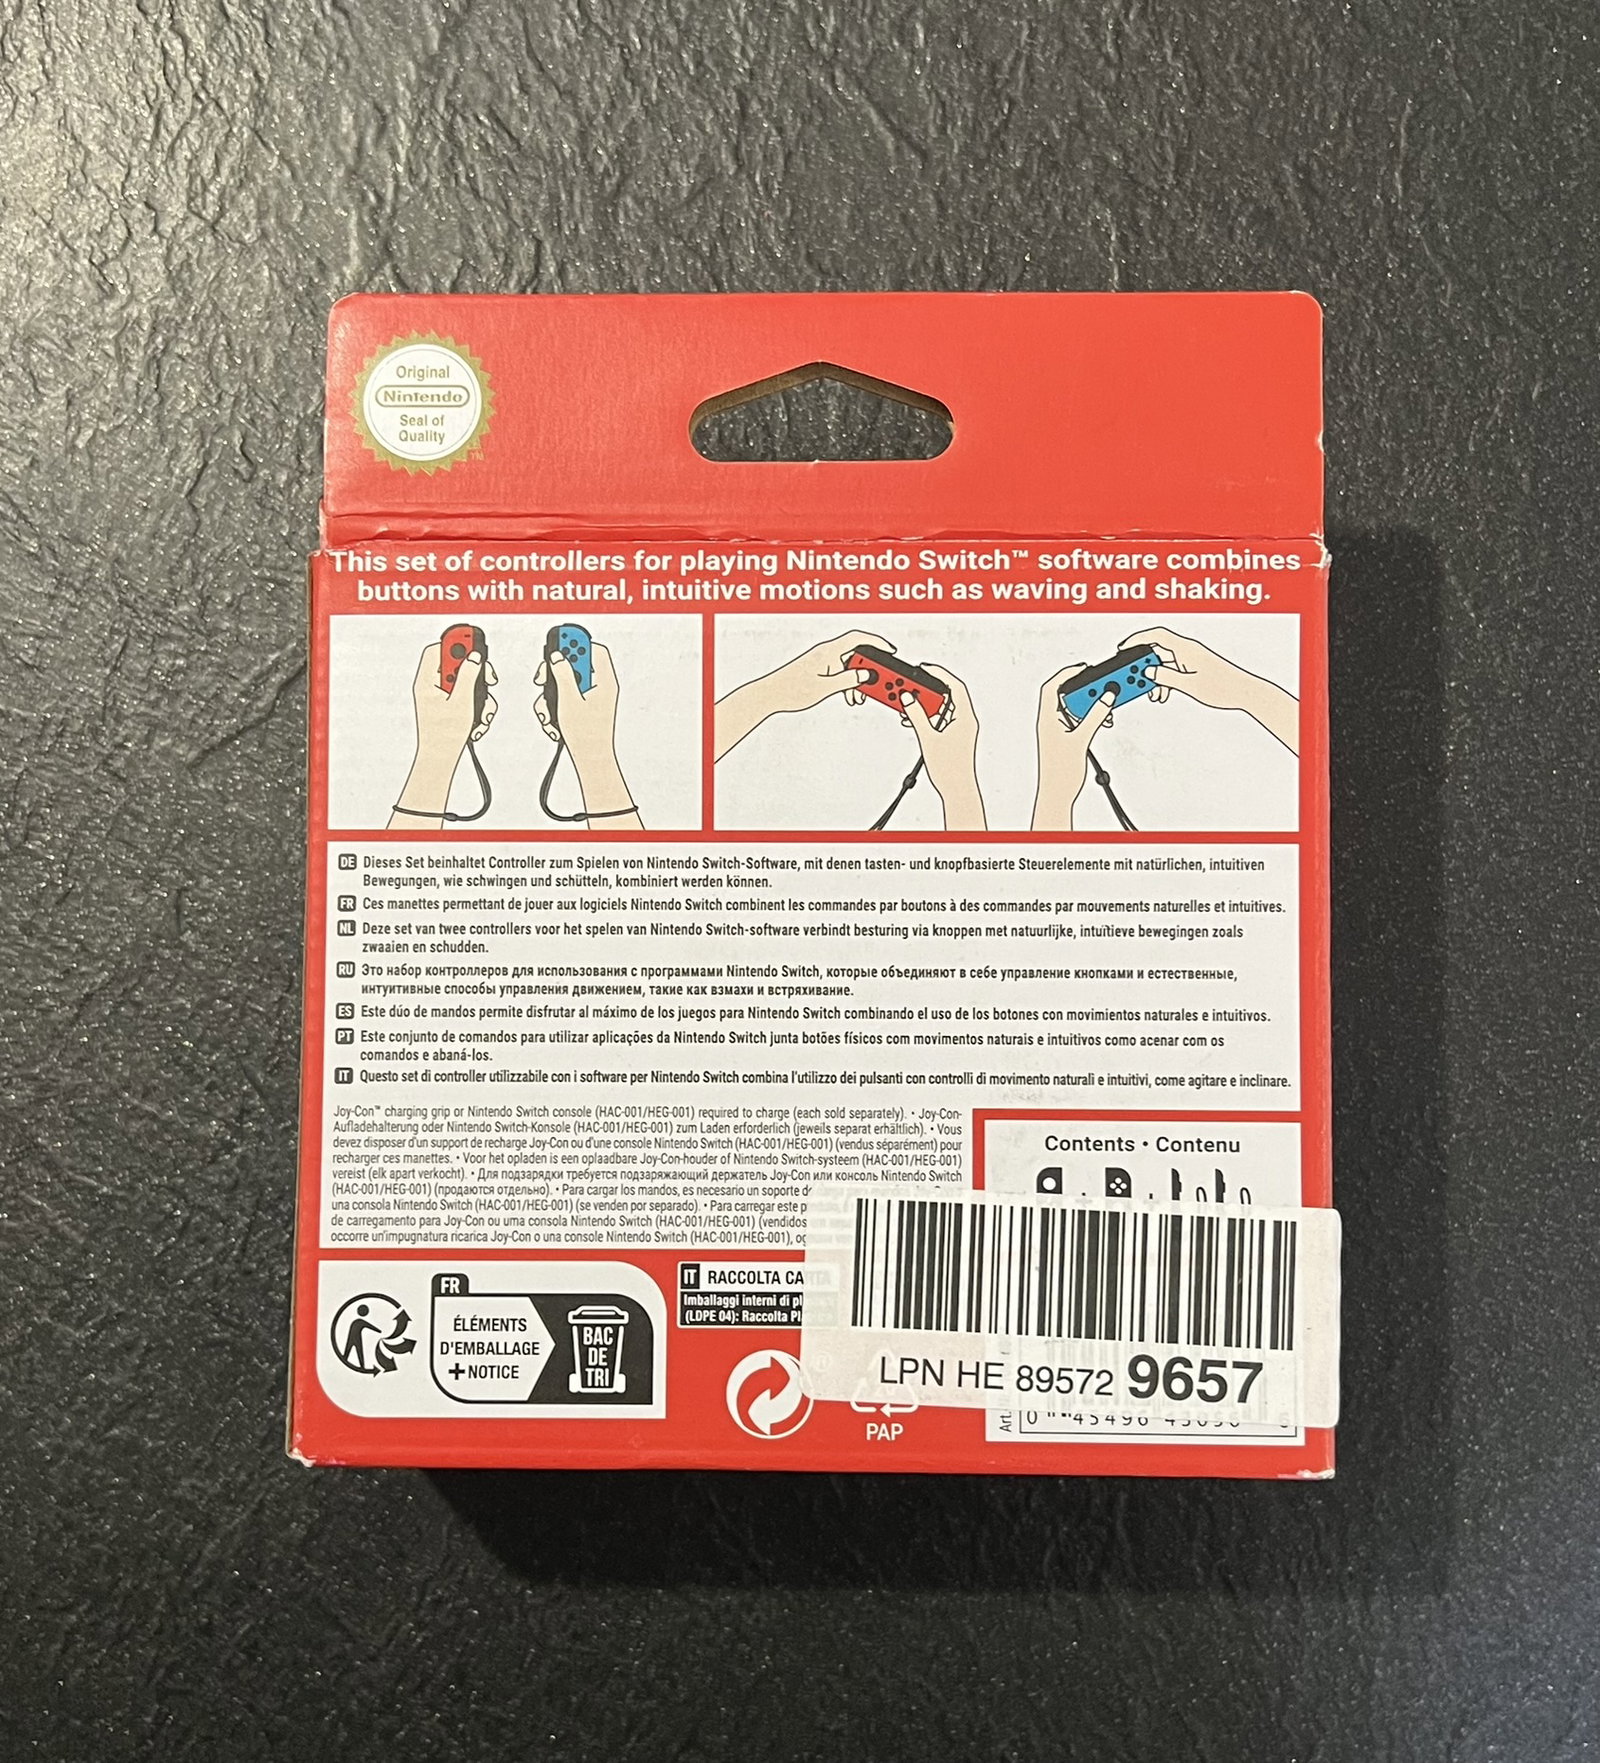 Original
Nintendo
Seal of
Quality
TM
This set of controllers for playing Nintendo Switch™ software combines
buttons with natural, intuitive motions such as waving and shaking.
DE Dieses Set beinhaltet Controller zum Spielen von Nintendo Switch-Software, mit denen tasten- und knopfbasierte Steuerelemente mit natürlichen, intuitiven
Bewegungen, wie schwingen und schütteln, kombiniert werden können.
FR Ces manettes permettant de jouer aux logiciels Nintendo Switch combinent les commandes par boutons à des commandes par mouvements naturelles et intuitives.
NL Deze set van twee controllers voor het spelen van Nintendo Switch-software verbindt besturing via knoppen met natuurlijke, intuïtieve bewegingen zoals
zwaaien en schudden.
RU Это набор контроллеров для использования с программами Nintendo Switch, которые объединяют в себе управление кнопками и естественные,
интуитивные способы управления движением, такие как взмахи и встряхивание.
ES Este dúo de mandos permite disfrutar al máximo de los juegos para Nintendo Switch combinando el uso de los botones con movimientos naturales e intuitivos.
PT Este conjunto de comandos para utilizar aplicações da Nintendo Switch junta botões físicos com movimentos naturais e intuitivos como acenar com os
comandos e abaná-los.
IT Questo set di controller utilizzabile con i software per Nintendo Switch combina l'utilizzo dei pulsanti con controlli di movimento naturali e intuitivi, come agitare e inclinare.
Joy-Con™ charging grip or Nintendo Switch console (HAC-001/HEG-001) required to charge (each sold separately). • Joy-Con-
Aufladehalterung oder Nintendo Switch-Konsole (HAC-001/HEG-001) zum Laden erforderlich (jeweils separat erhältlich). • Vous
devez disposer d'un support de recharge Joy-Con ou d'une console Nintendo Switch (HAC-001/HEG-001) (vendus séparément) pour
recharger ces manettes. • Voor het opladen is een oplaadbare Joy-Con-houder of Nintendo Switch-systeem (HAC-001/HEG-001)
vereist (elk apart verkocht). • Для подзарядки требуется подзаряжающий держатель Joy-Con или консоль Nintendo Switch
(HAC-001/HEG-001) (продаются отдельно). • Para cargar los mandos, es necesario un soporte
una consola Nintendo Switch (HAC-001/HEG-001) (se venden por separado). • Para carregar este
de carregamento para Joy-Con ou uma consola Nintendo Switch (HAC-001/HEG-001) (vendidos
occorre un'impugnatura ricarica Joy-Con o una console Nintendo Switch (HAC-001/HEG-001),
Contents • Contenu
FR
ÉLÉMENTS
D'EMBALLAGE
+ NOTICE
BAC
DE
TRI
IT RACCOLTA CARTA
Imballaggi interni di
(LDPE 04): Raccolta
PAP
LPN HE 89572 9657
Art.
0 45496